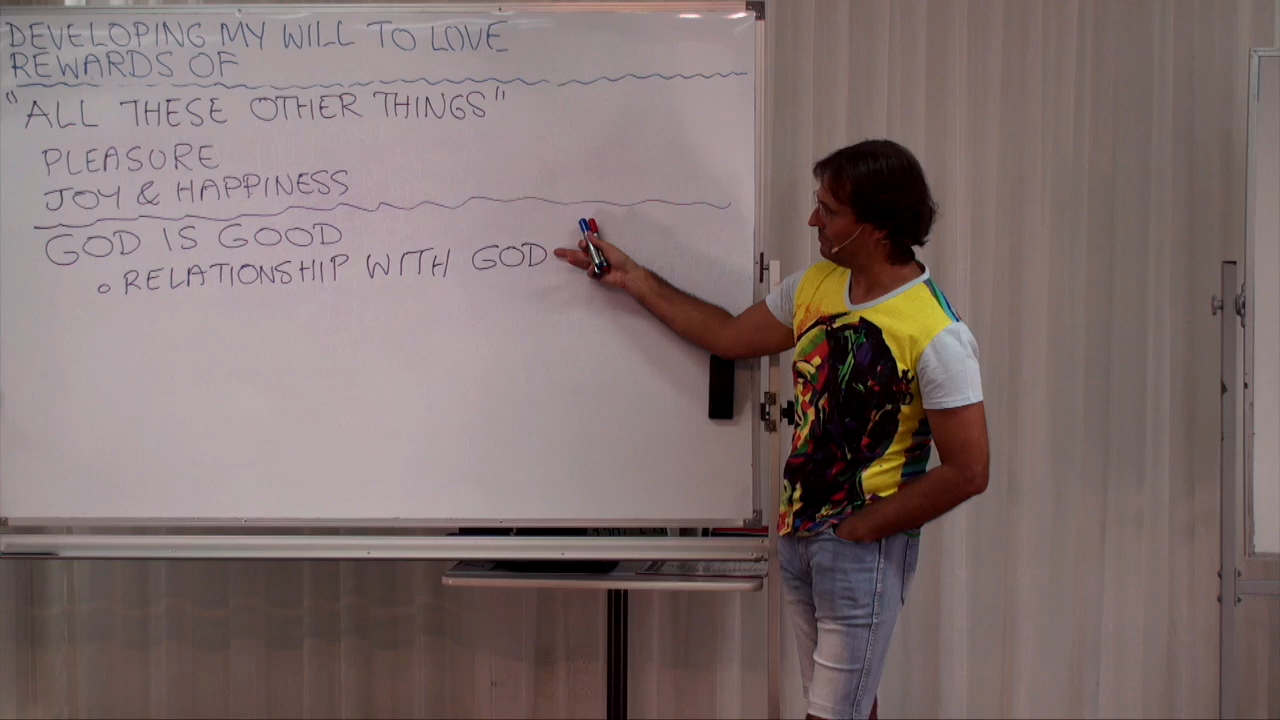 DEVELOPING MY WILL TO LOVE
REWARDS OF
"ALL THESE OTHER THINGS"
PLEASURE
JOY & HAPPINESS
GOD IS GOOD
o RELATIONSHIP WITH GOD